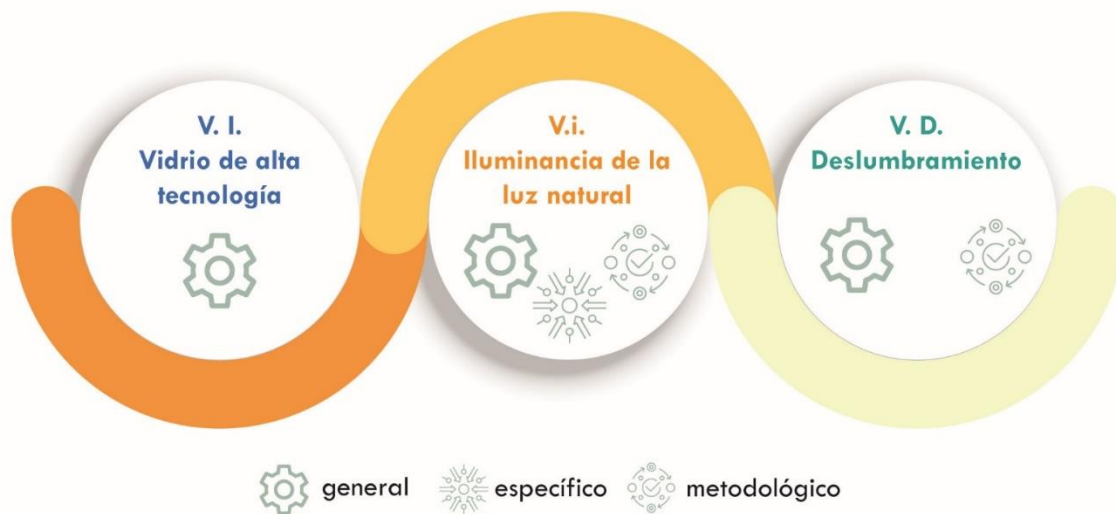 V. I.
Vidrio de alta
tecnología
V.i.
Iluminancia de la
luz natural
V. D.
Deslumbramiento
general
específico
metodológico